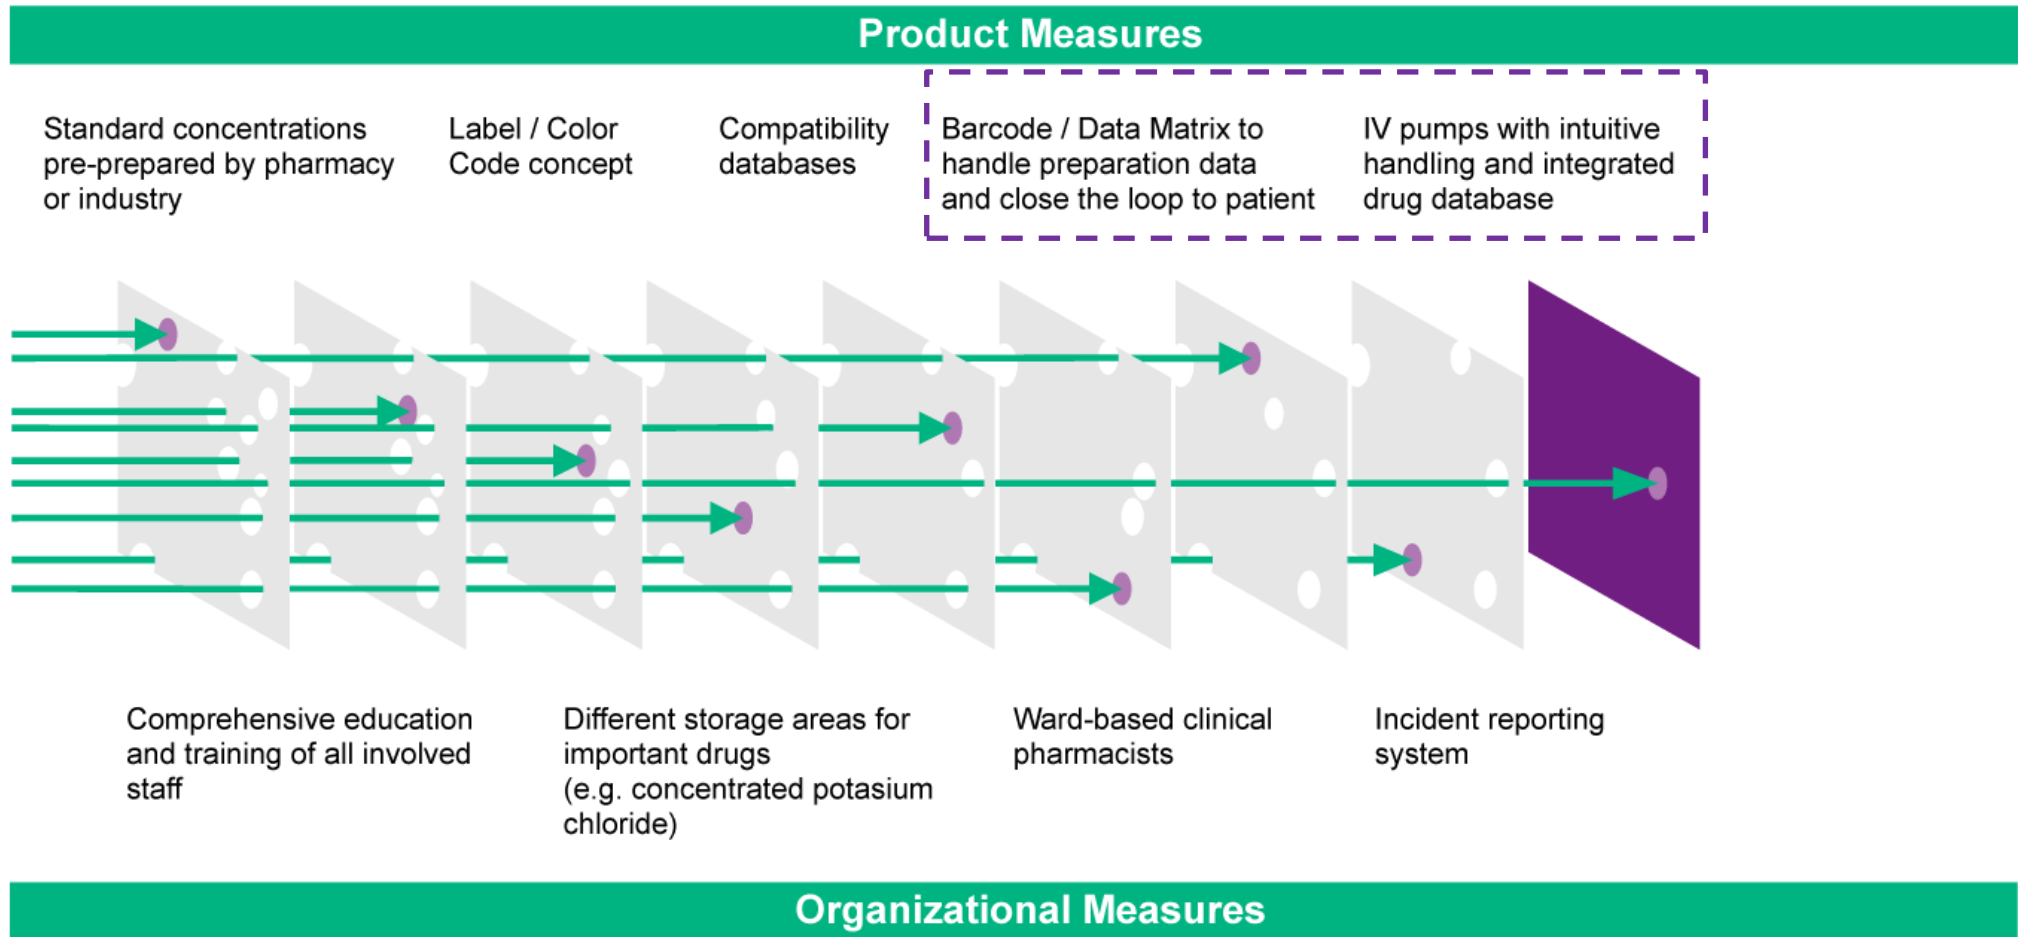 Product Measures
Standard concentrations
pre-prepared by pharmacy
or industry
Label / Color
Code concept
Compatibility
databases
Barcode / Data Matrix to
handle preparation data
and close the loop to patient
IV pumps with intuitive
handling and integrated
drug database
Comprehensive education
and training of all involved
staff
Different storage areas for
important drugs
(e.g. concentrated potasium
chloride)
Ward-based clinical
pharmacists
Incident reporting
system
Organizational Measures